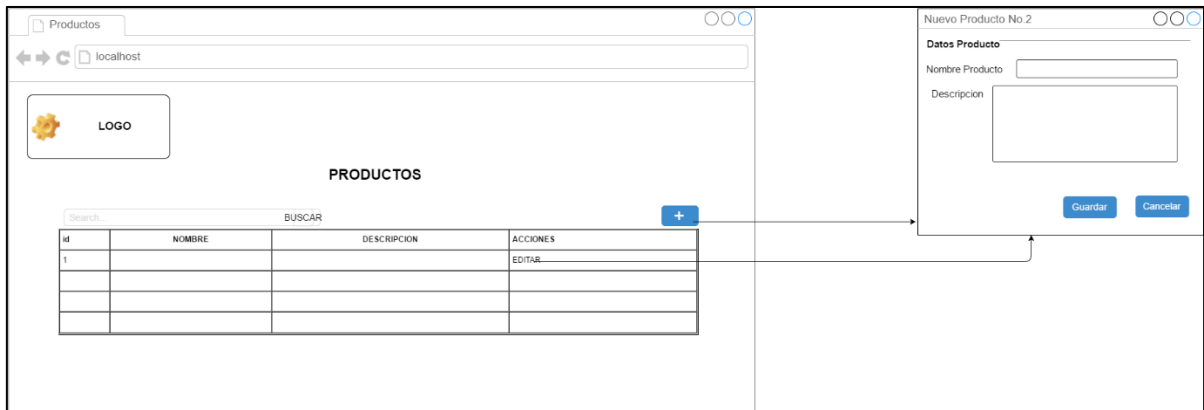 Productos
localhost
LOGO
PRODUCTOS
Search...
BUSCAR
+
id NOMBRE DESCRIPCION ACCIONES
1 EDITAR
Nuevo Producto No.2
Datos Producto
Nombre Producto
Descripcion
Guardar Cancelar